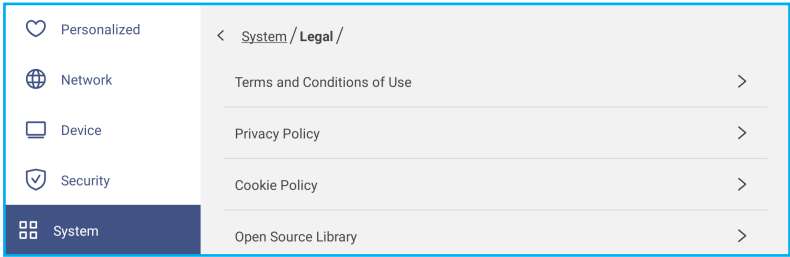 Personalized
Network
Device
Security
System
System / Legal /
Terms and Conditions of Use
Privacy Policy
Cookie Policy
Open Source Library